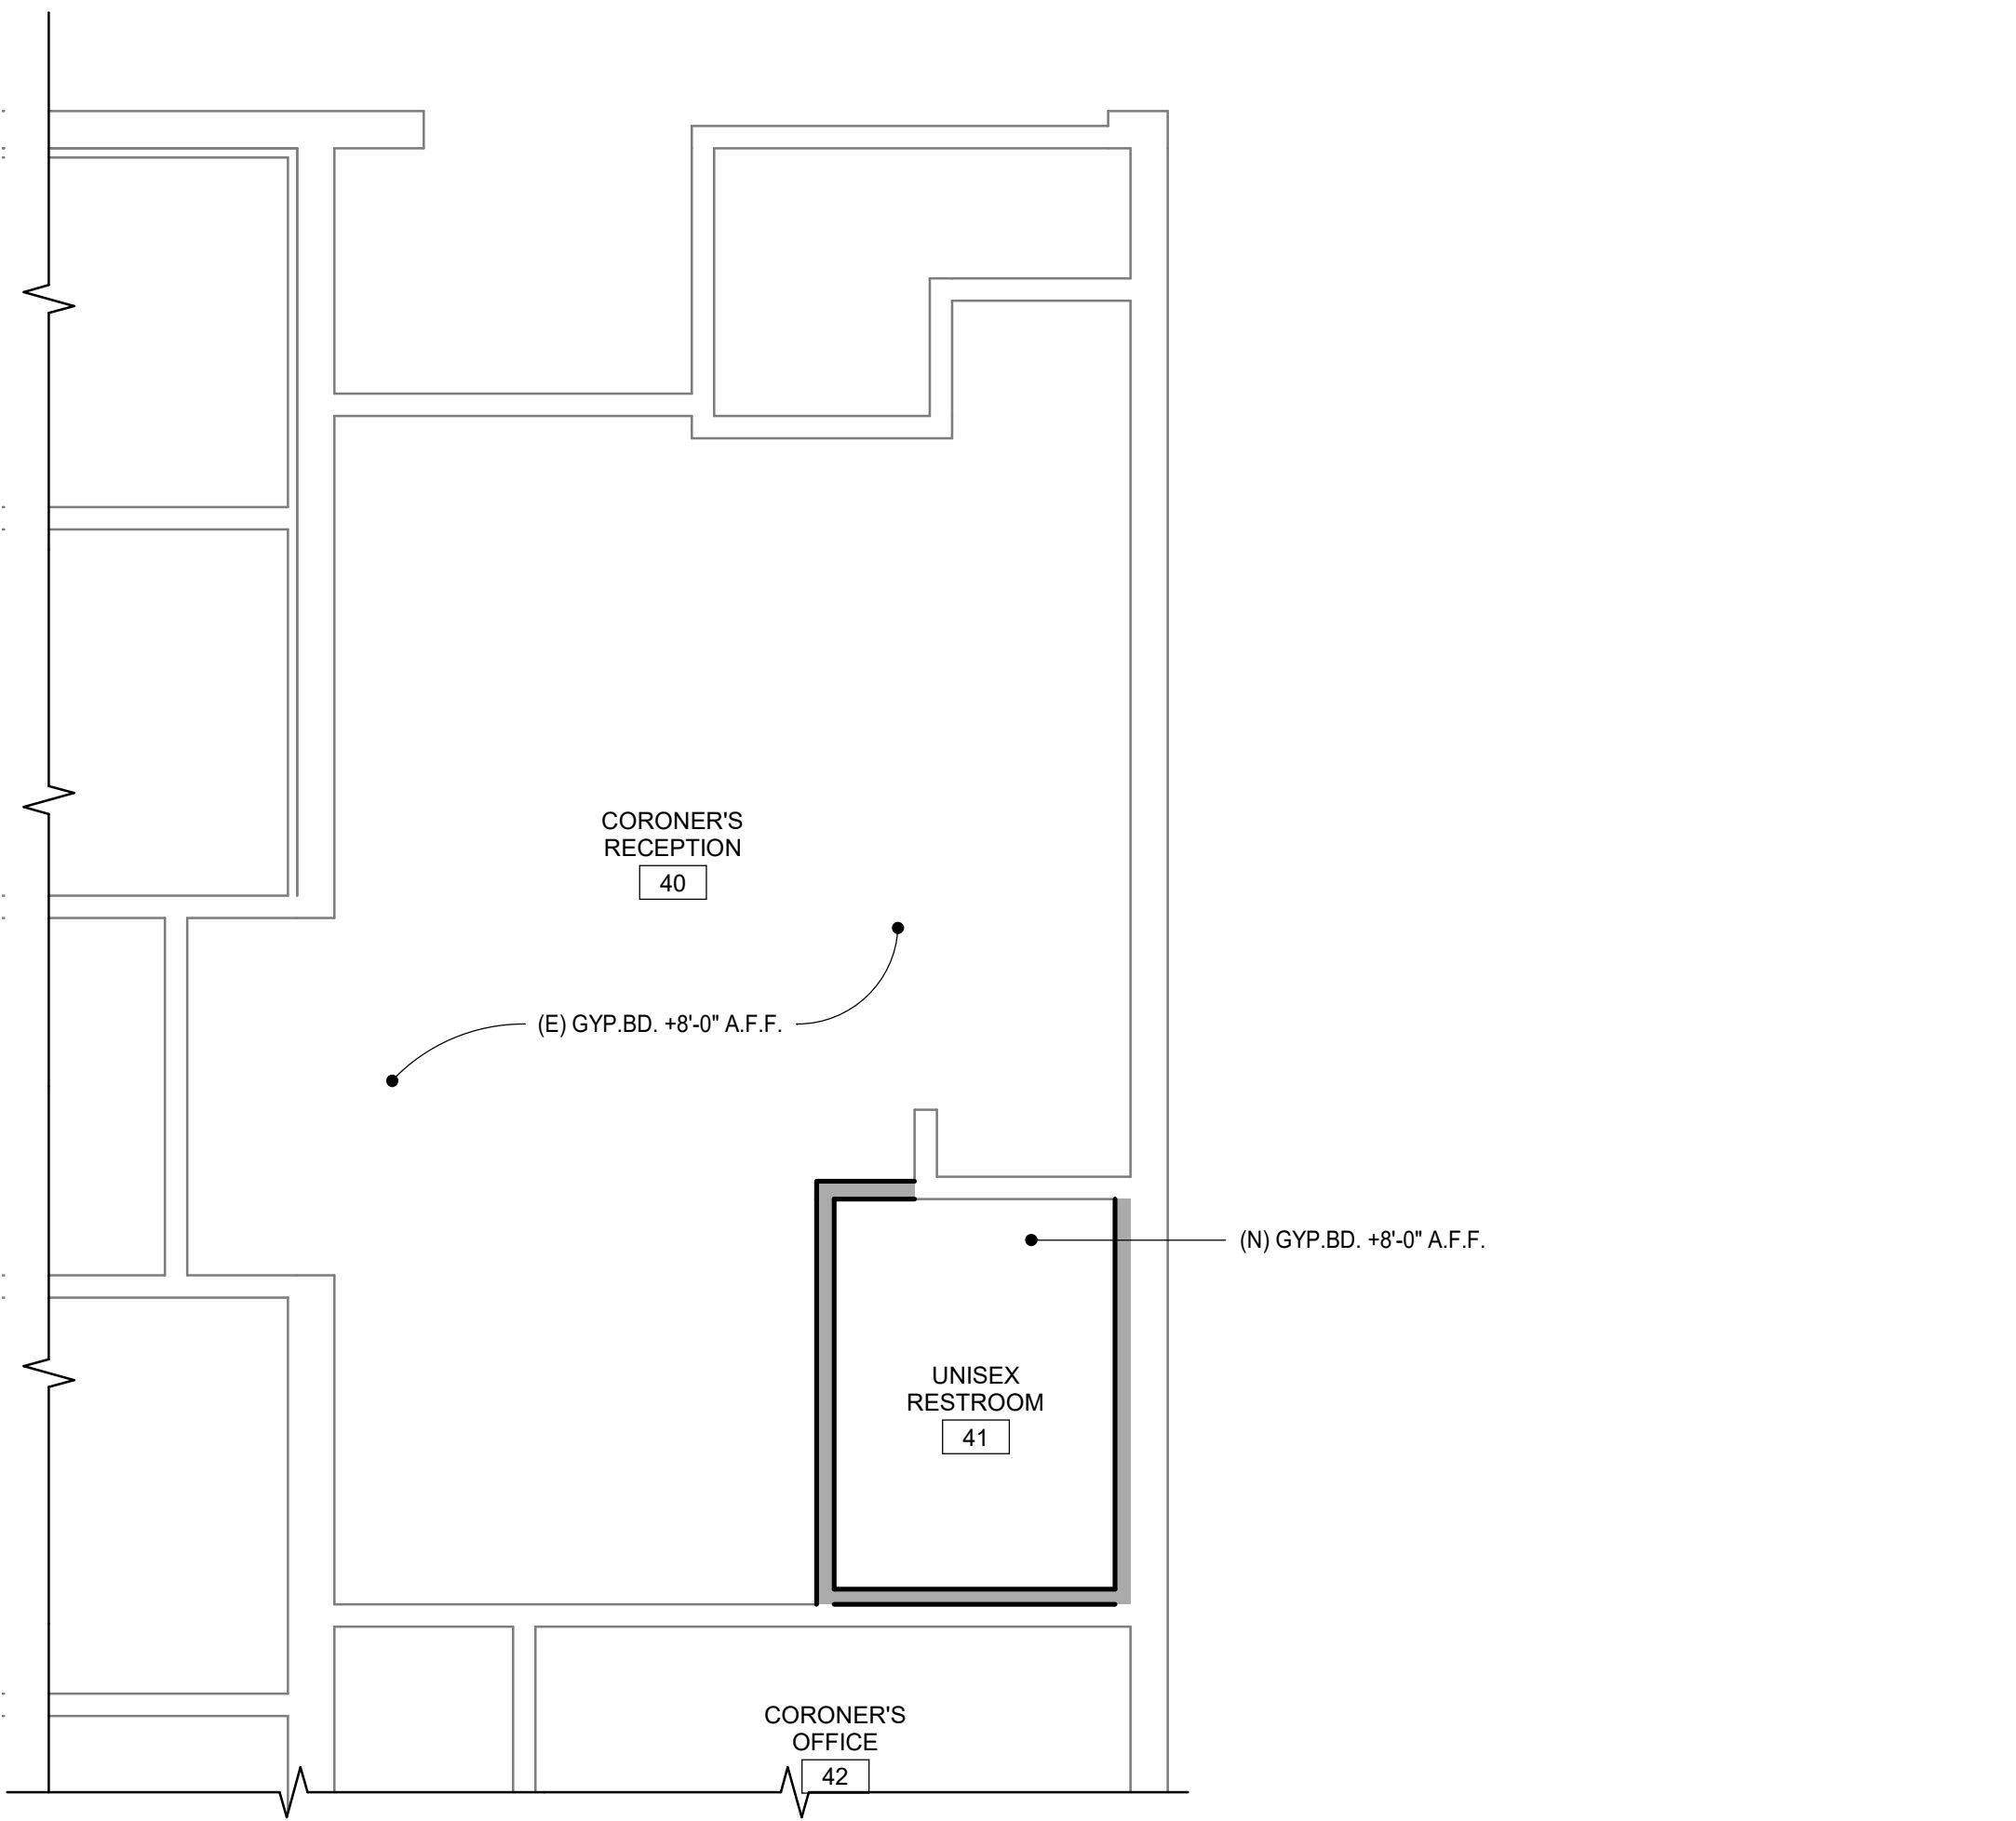 CORONER'S
RECEPTION
40
(E) GYP.BD. +8'-0" A.F.F.
(N) GYP.BD. +8'-0" A.F.F.
UNISEX
RESTROOM
41
CORONER'S
OFFICE
42